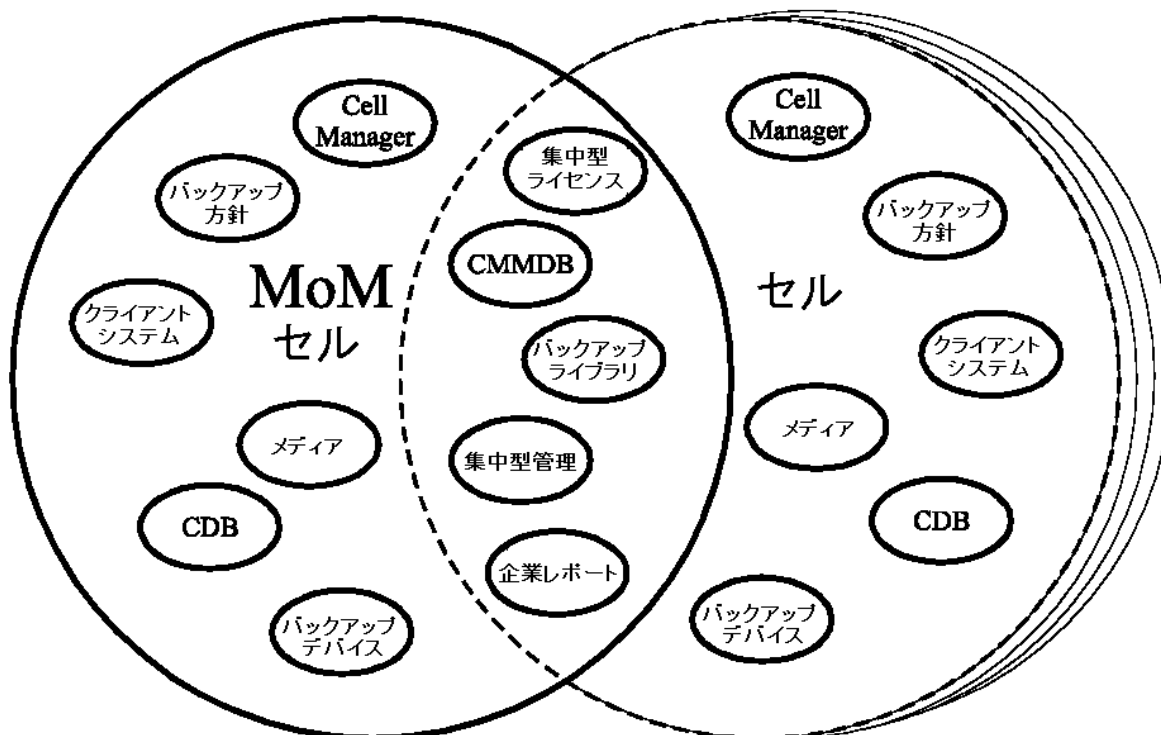 Cell
Manager
バックアップ
方針
MoM
セル
クライアント
システム
メディア
CDB
バックアップ
デバイス
集中型
ライセンス
CMMDB
バックアップ
ライブラリ
集中型管理
企業レポート
Cell
Manager
バックアップ
方針
セル
クライアント
システム
メディア
CDB
バックアップ
デバイス